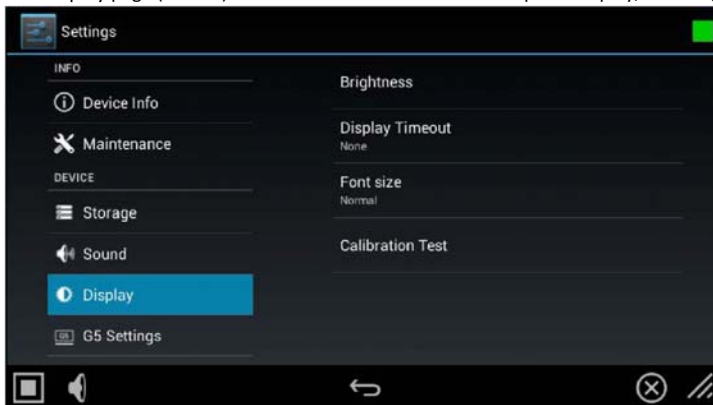 Settings
INFO
Device Info
Maintenance
DEVICE
Storage
Sound
Display
G5 Settings
Brightness
Display Timeout
None
Font size
Normal
Calibration Test